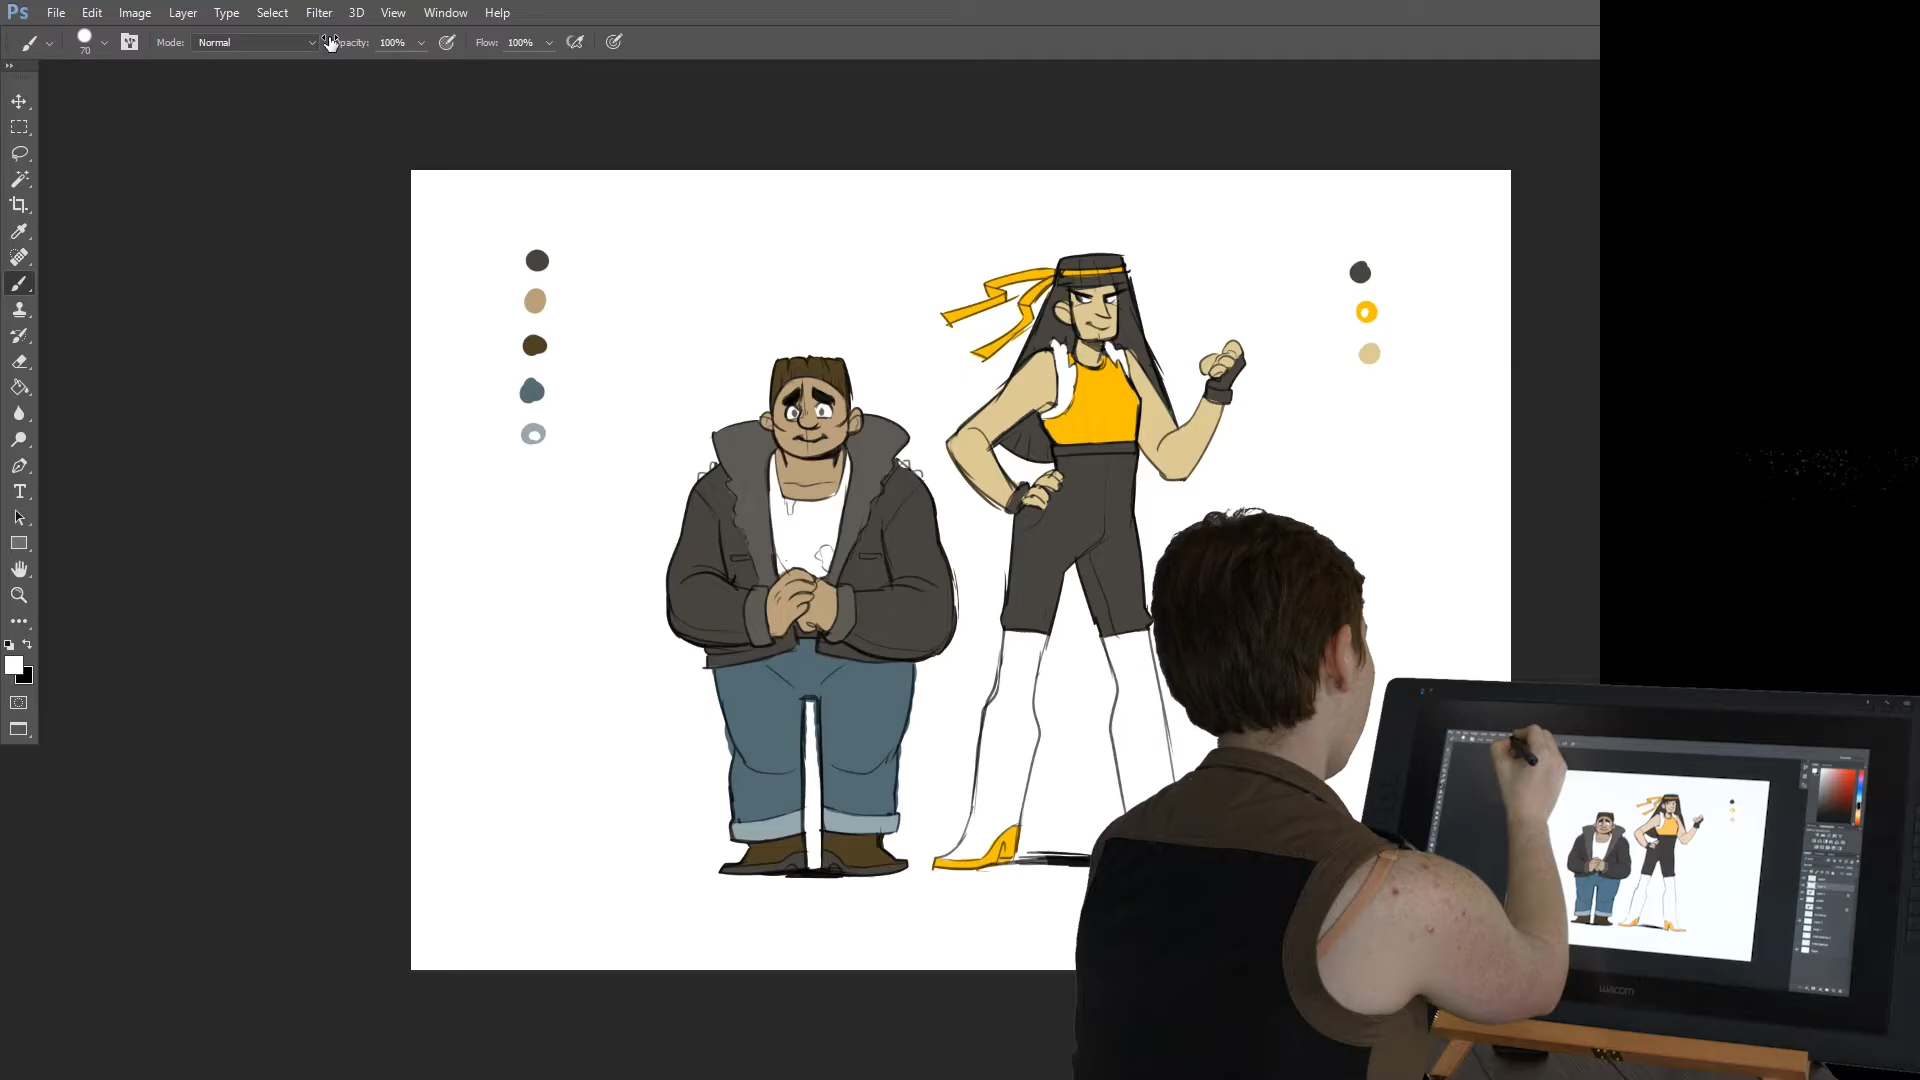 Ps File Edit Image Layer Type Select Filter 3D View Window Help
70 Mode: Normal pacity: 100% Flow: 100%
wacom